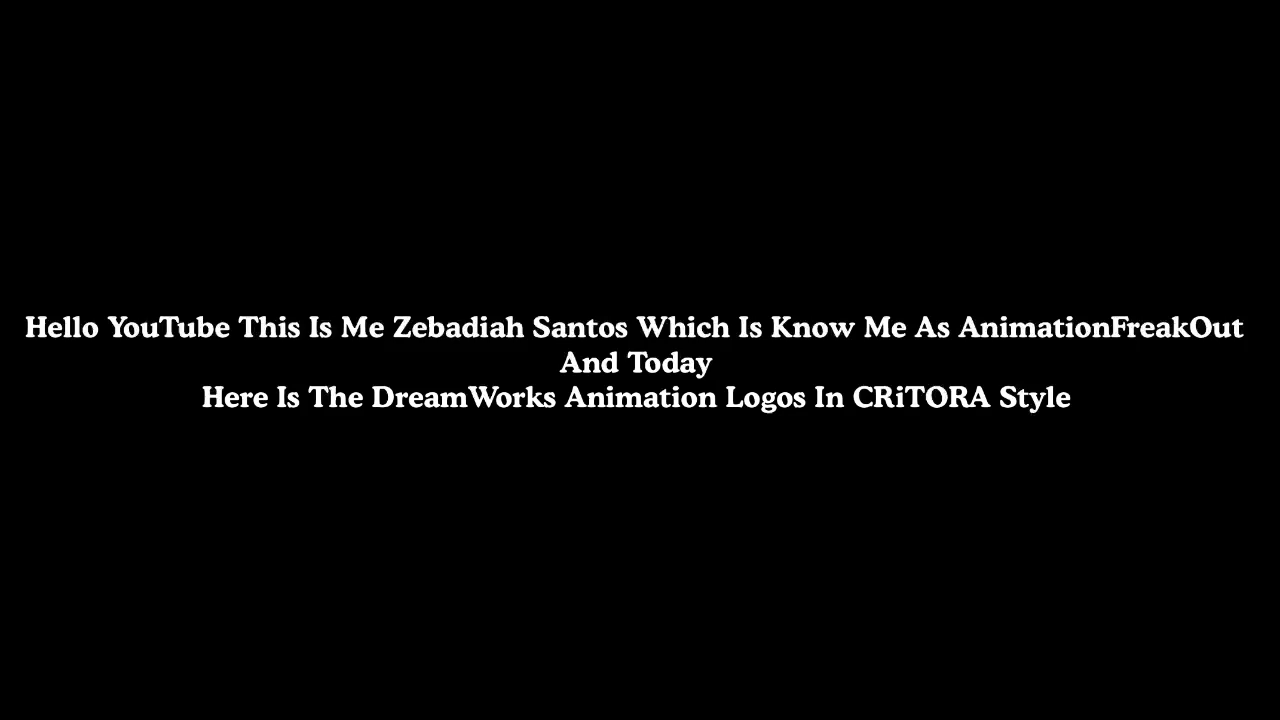 Hello YouTube This Is Me Zebadiah Santos Which Is Know Me As AnimationFreakOut
And Today
Here Is The DreamWorks Animation Logos In CRiTORA Style